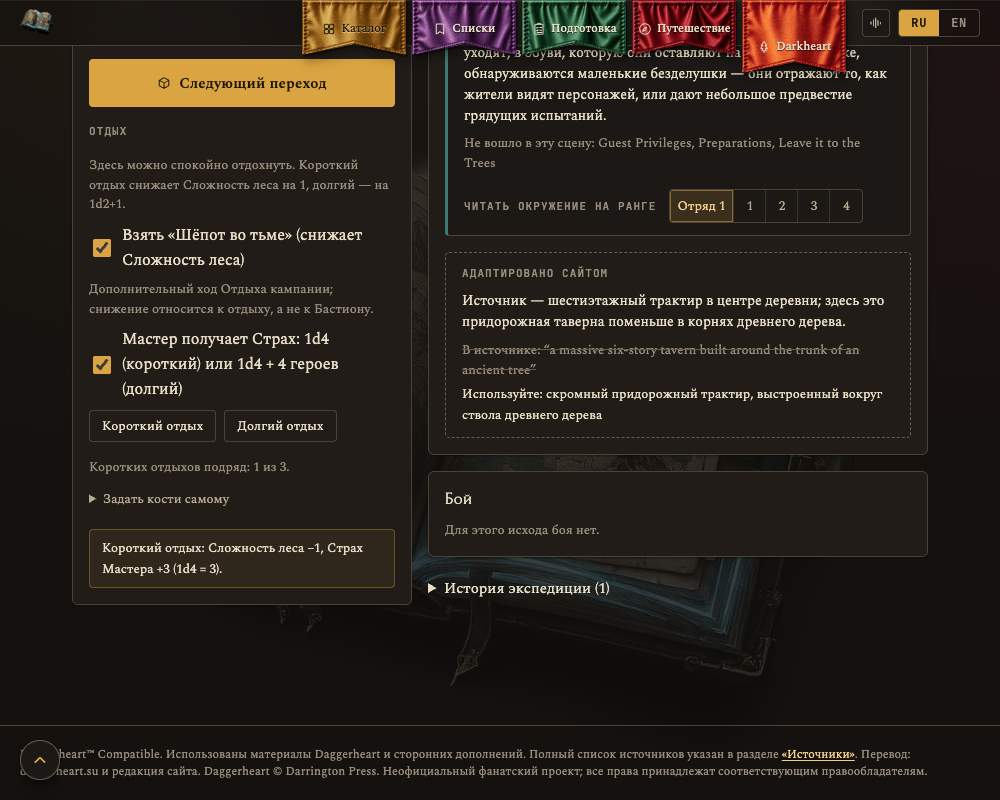 Каталог
Списки
Подготовка
Путешествие
Darkheart
RU
EN
Следующий переход
ОТДЫХ
Здесь можно спокойно отдохнуть. Короткий
отдых снижает Сложность леса на 1, долгий — на
1d2+1.
Взять «Шёпот во тьме» (снижает
Сложность леса)
Дополнительный ход Отдыха кампании;
снижение относится к отдыху, а не к Бастиону.
Мастер получает Страх: 1d4
(короткий) или 1d4 + 4 героев
(долгий)
Короткий отдых
Долгий отдых
Коротких отдыхов подряд: 1 из 3.
Задать кости самому
Короткий отдых: Сложность леса −1, Страх
Мастера +3 (1d4 = 3).
уходят, в обуви, которую они оставляют на
обнаруживаются маленькие безделушки — они отражают то, как
жители видят персонажей, или дают небольшое предвестие
грядущих испытаний.
Не вошло в эту сцену: Guest Privileges, Preparations, Leave it to the
Trees
ЧИТАТЬ ОКРУЖЕНИЕ НА РАНГЕ
Отряд 1
1
2
3
4
АДАПТИРОВАНО САЙТОМ
Источник — шестиэтажный трактир в центре деревни; здесь это
придорожная таверна поменьше в корнях древнего дерева.
В источнике: “a massive six-story tavern built around the trunk of an
ancient tree”
Используйте: скромный придорожный трактир, выстроенный вокруг
ствола древнего дерева
Бой
Для этого исхода боя нет.
История экспедиции (1)
heart™ Compatible. Использованы материалы Daggerheart и сторонних дополнений. Полный список источников указан в разделе «Источники». Перевод:
heart.su и редакция сайта. Daggerheart © Darrington Press. Неофициальный фанатский проект; все права принадлежат соответствующим правообладателям.